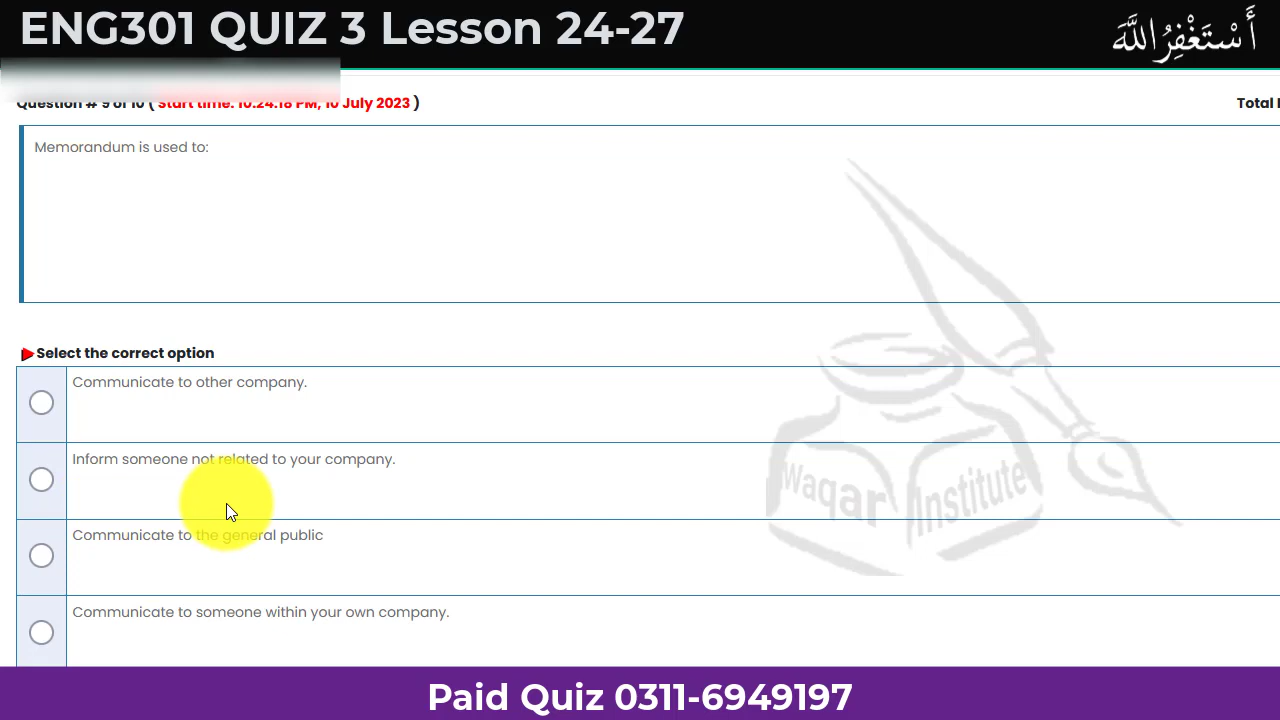 ENG301 QUIZ 3 Lesson 24-27
أَسْتَغْفِرُ اللَّه
Question # 9 of 10 ( Start time: 10:24:18 PM, 10 July 2023 )
Total
Memorandum is used to:
Select the correct option
Communicate to other company.
Inform someone not related to your company.
Communicate to the general public
Communicate to someone within your own company.
Waqar Institute
Paid Quiz 0311-6949197